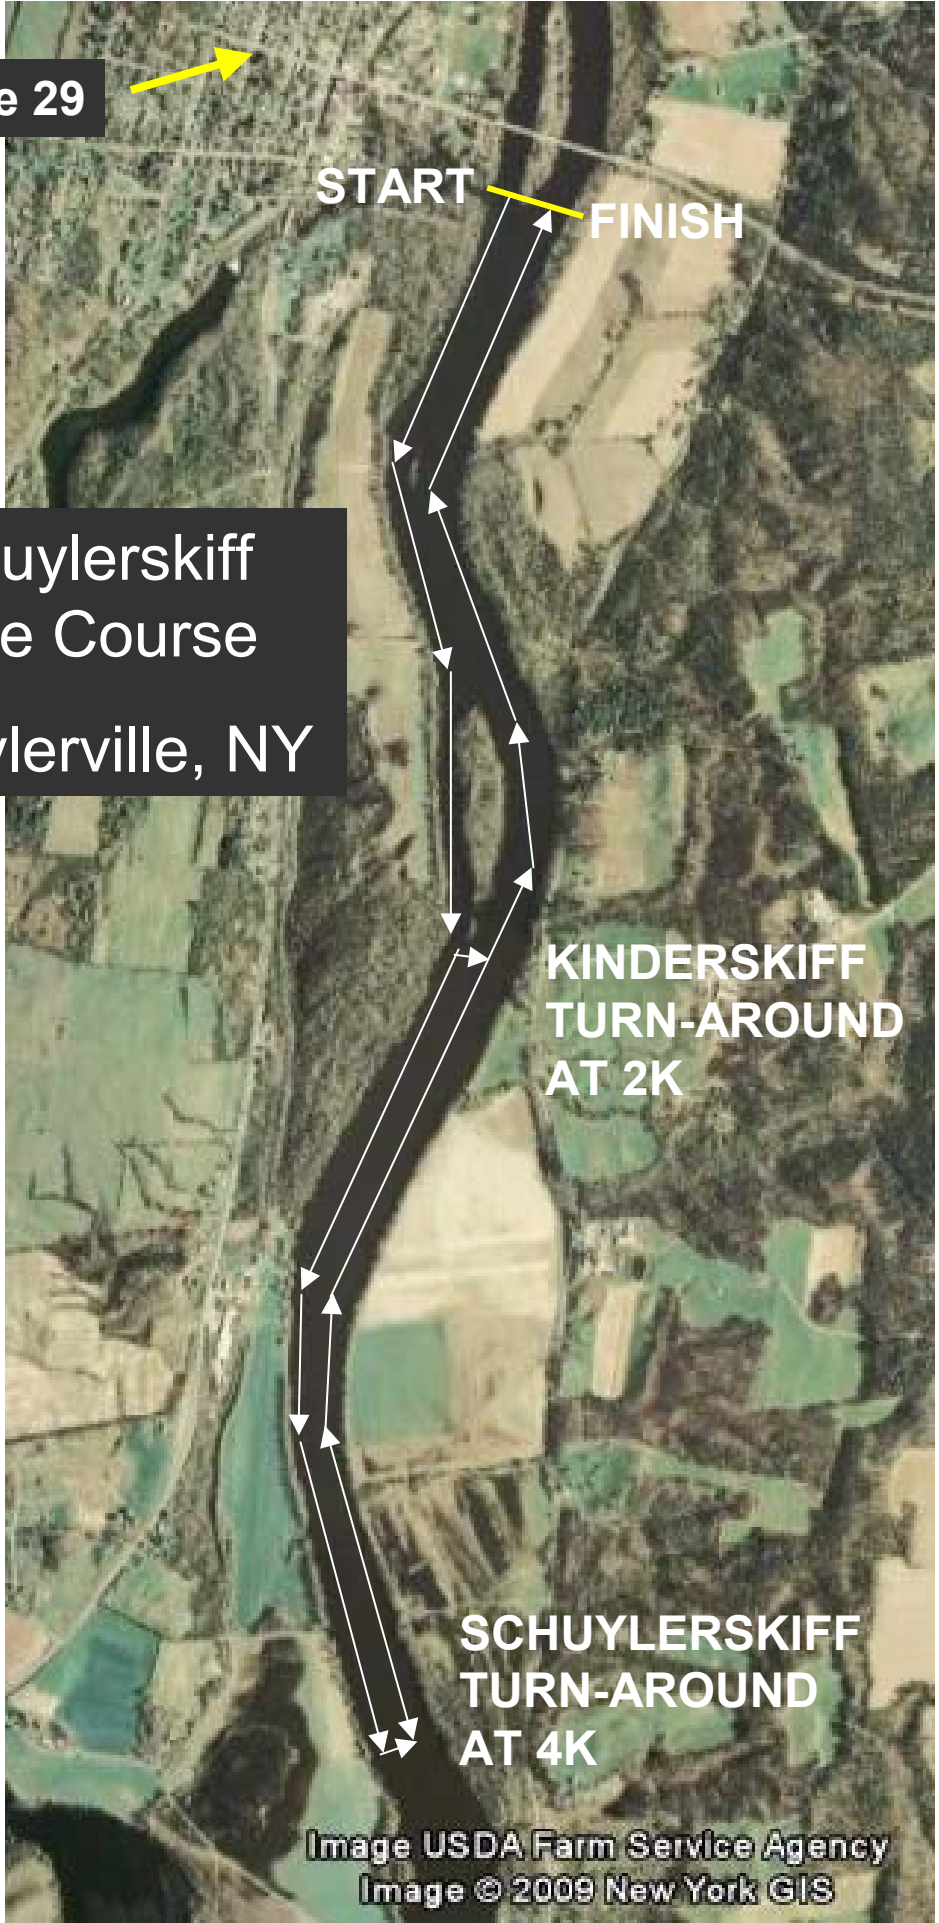 e 29
START
FINISH
uylerskiff
e Course
ylerville, NY
KINDERSKIFF
TURN-AROUND
AT 2K
SCHUYLERSKIFF
TURN-AROUND
AT 4K
Image USDA Farm Service Agency
Image © 2009 New York GIS